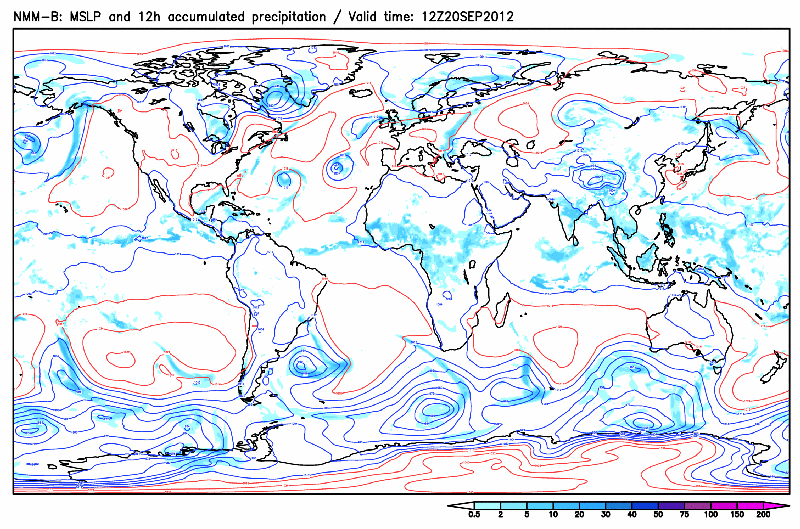 NMM-B: MSLP and 12h accumulated precipitation / Valid time: 12Z20SEP2012
0.5 2 5 10 20 30 40 50 75 100 150 200